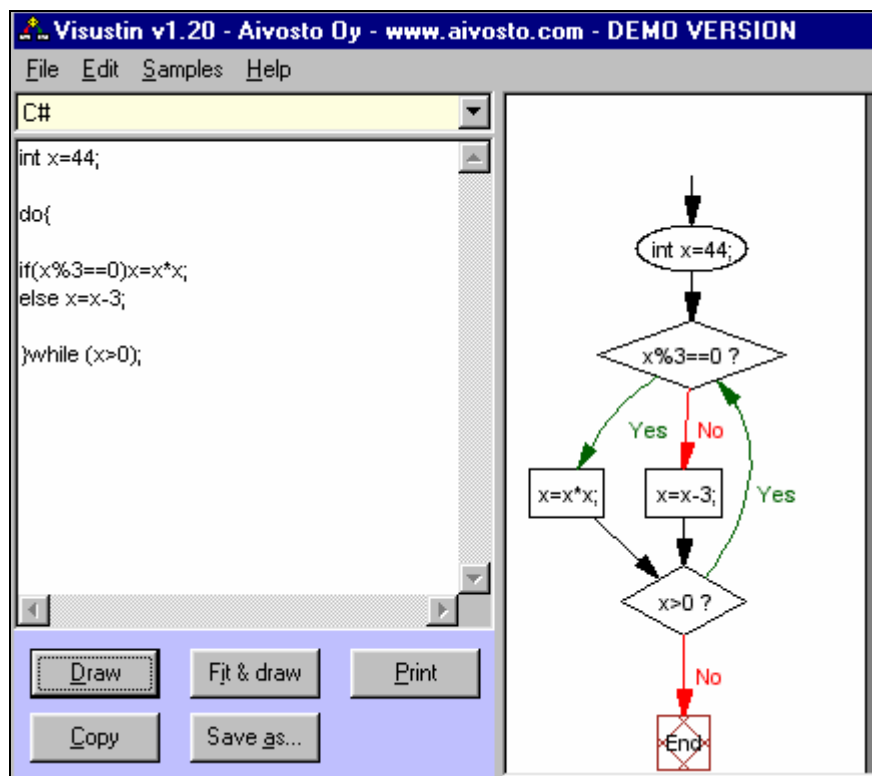 Visustin v1.20 - Aivosto Oy - www.aivosto.com - DEMO VERSION
File Edit Samples Help
C#
int x=44;
do{
if(x%3==0)x=x*x;
else x=x-3;
}while (x>0);
Draw
Fit & draw
Print
Copy
Save as...
int x=44;
x%3==0 ?
Yes
No
x=x*x;
x=x-3;
Yes
x>0 ?
No
End